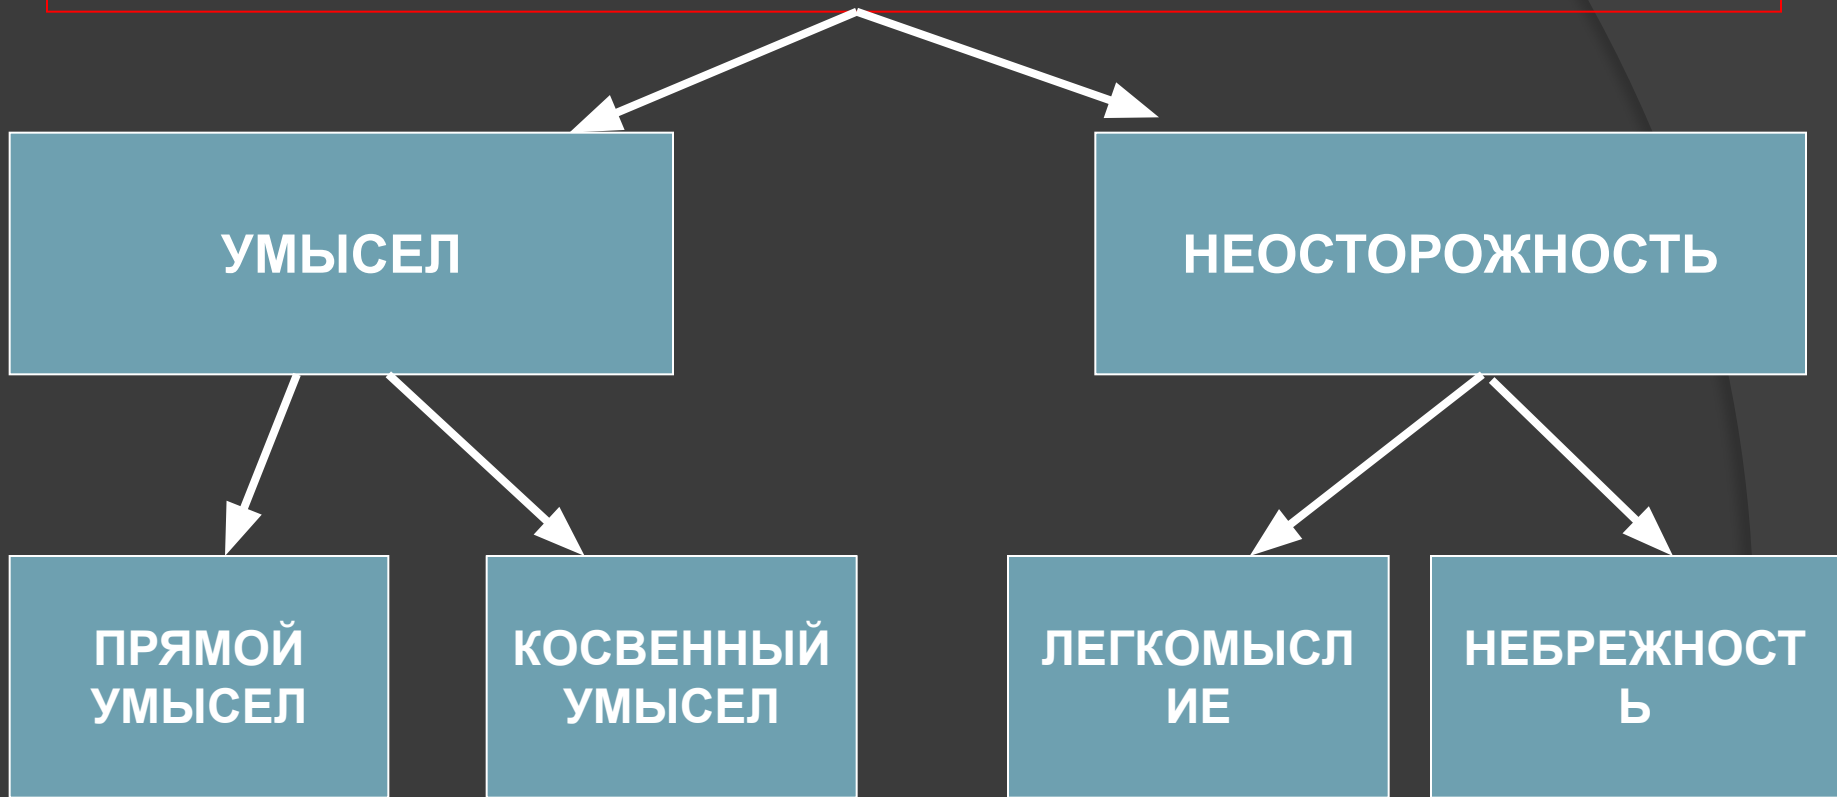 УМЫСЕЛ
НЕОСТОРОЖНОСТЬ
ПРЯМОЙ
УМЫСЕЛ
КОСВЕННЫЙ
УМЫСЕЛ
ЛЕГКОМЫСЛ
ИЕ
НЕБРЕЖНОСТ
Ь